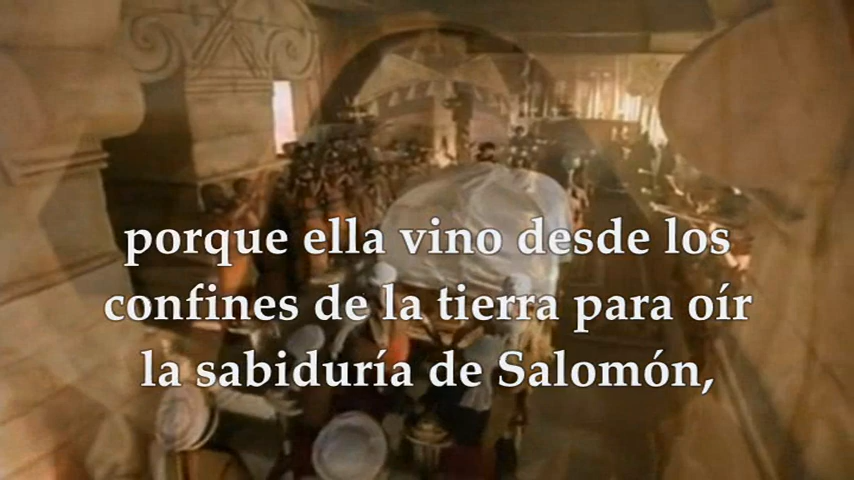 porque ella vino desde los
confines de la tierra para oír
la sabiduría de Salomón,